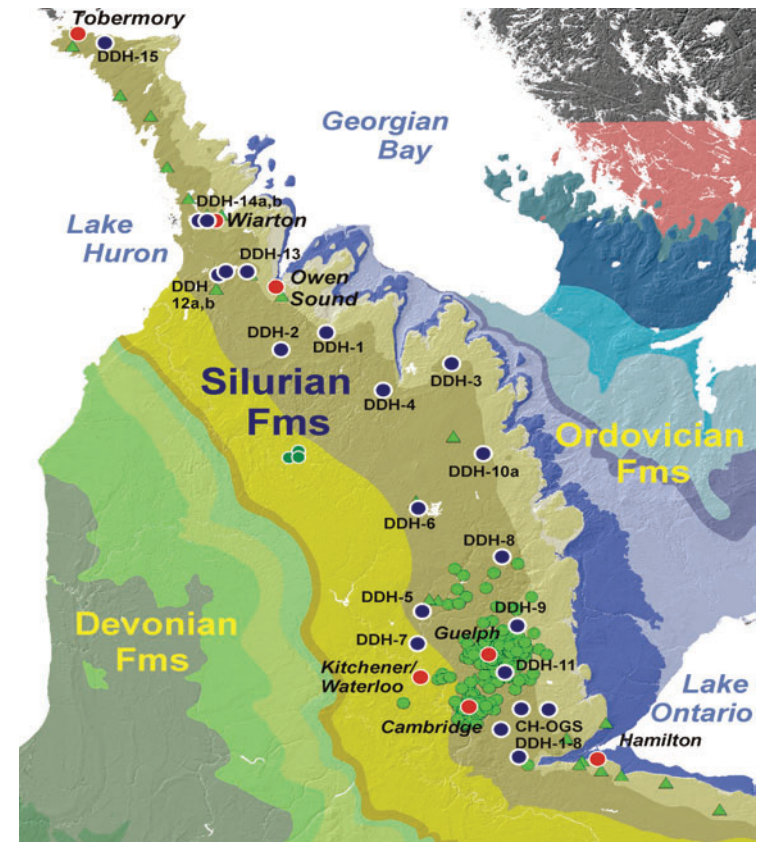 Tobermory
DDH-15
Georgian
Bay
DDH-14a,b
Wiarton
Lake
Huron
DDH-13
DDH
12a,b
Owen
Sound
DDH-2
DDH-1
DDH-3
Silurian
Fms
DDH-4
Ordovician
Fms
DDH-10a
DDH-6
DDH-8
DDH-5
DDH-9
Devonian
Fms
Guelph
DDH-7
DDH-11
Kitchener/
Waterloo
Lake
Ontario
Cambridge
CH-OGS
DDH-1-8
Hamilton